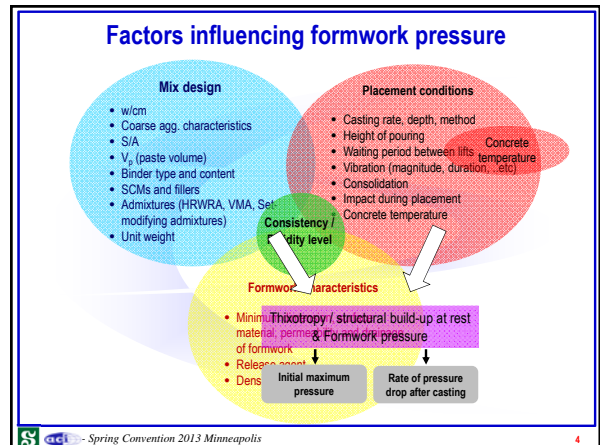 Factors influencing formwork pressure
Mix design
• w/cm
• Coarse agg. characteristics
• S/A
• Vp (paste volume)
• Binder type and content
• SCMs and fillers
• Admixtures (HRWRA, VMA, Set-
modifying admixtures)
• Unit weight
Placement conditions
• Casting rate, depth, method
• Height of pouring
• Waiting period between lifts
• Vibration (magnitude, duration, ..etc)
• Consolidation
• Impact during placement
• Concrete temperature
Concrete
temperature
Consistency /
level
Formwork characteristics
• 
material,
of formwork
• Release agent
• 
Thixotropy / structural build-up at rest
& Formwork pressure
Initial maximum
pressure
Rate of pressure
drop after casting
aci - Spring Convention 2013 Minneapolis
4